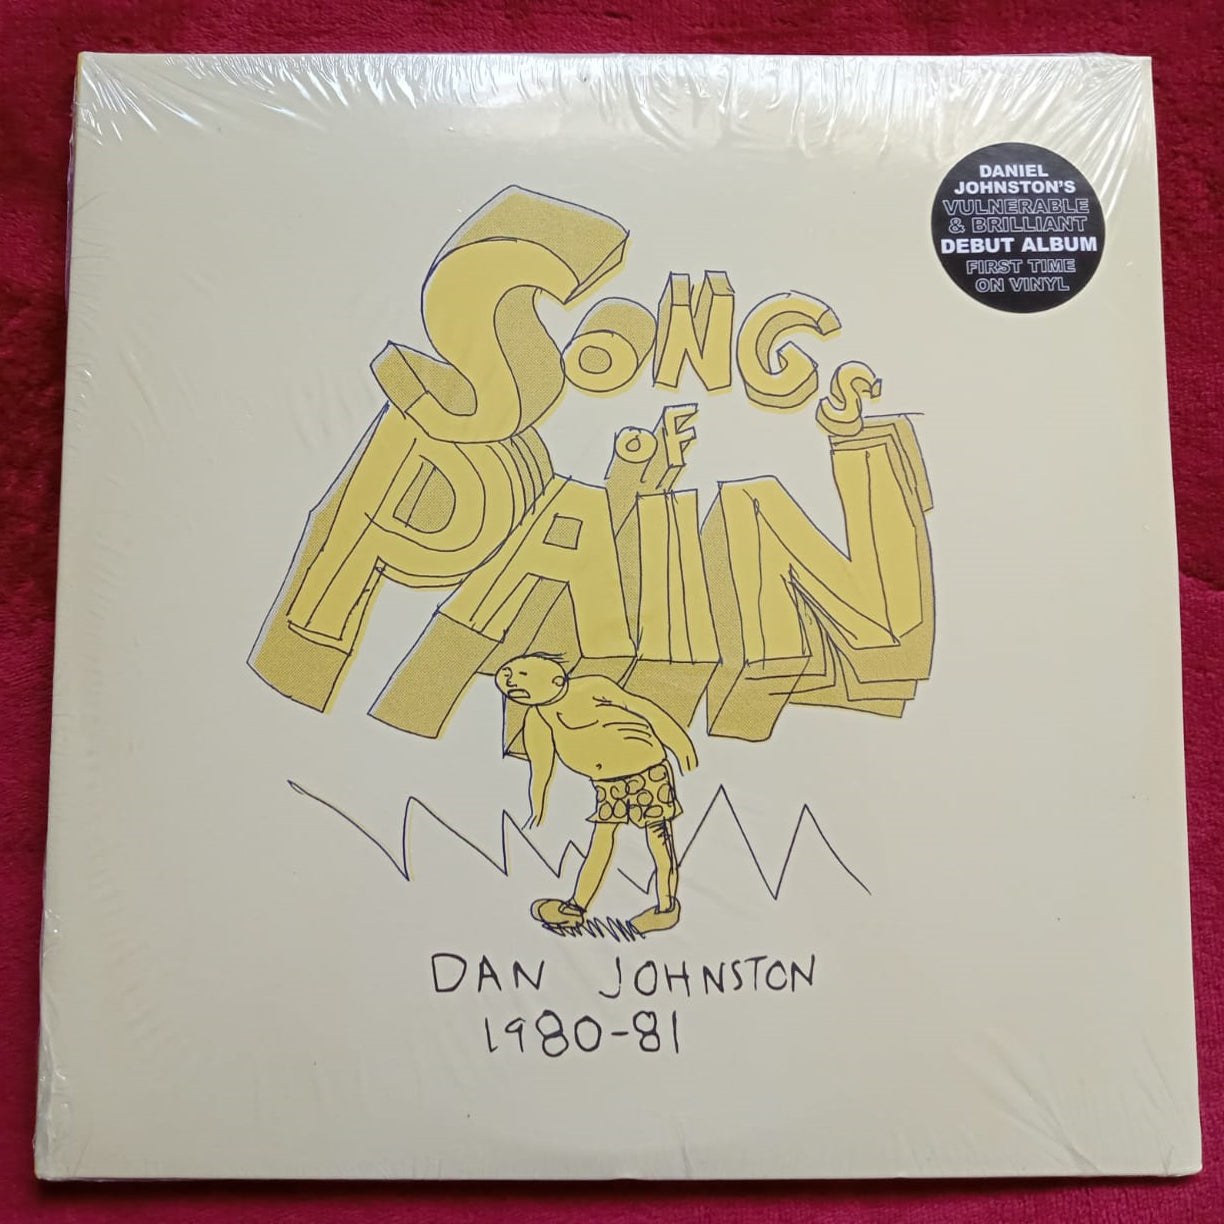 SONGS
OF
PAIN
DAN JOHNSTON
1980-81
DANIEL
JOHNSTON'S
VULNERABLE
& BRILLIANT
DEBUT ALBUM
FIRST TIME
ON VINYL